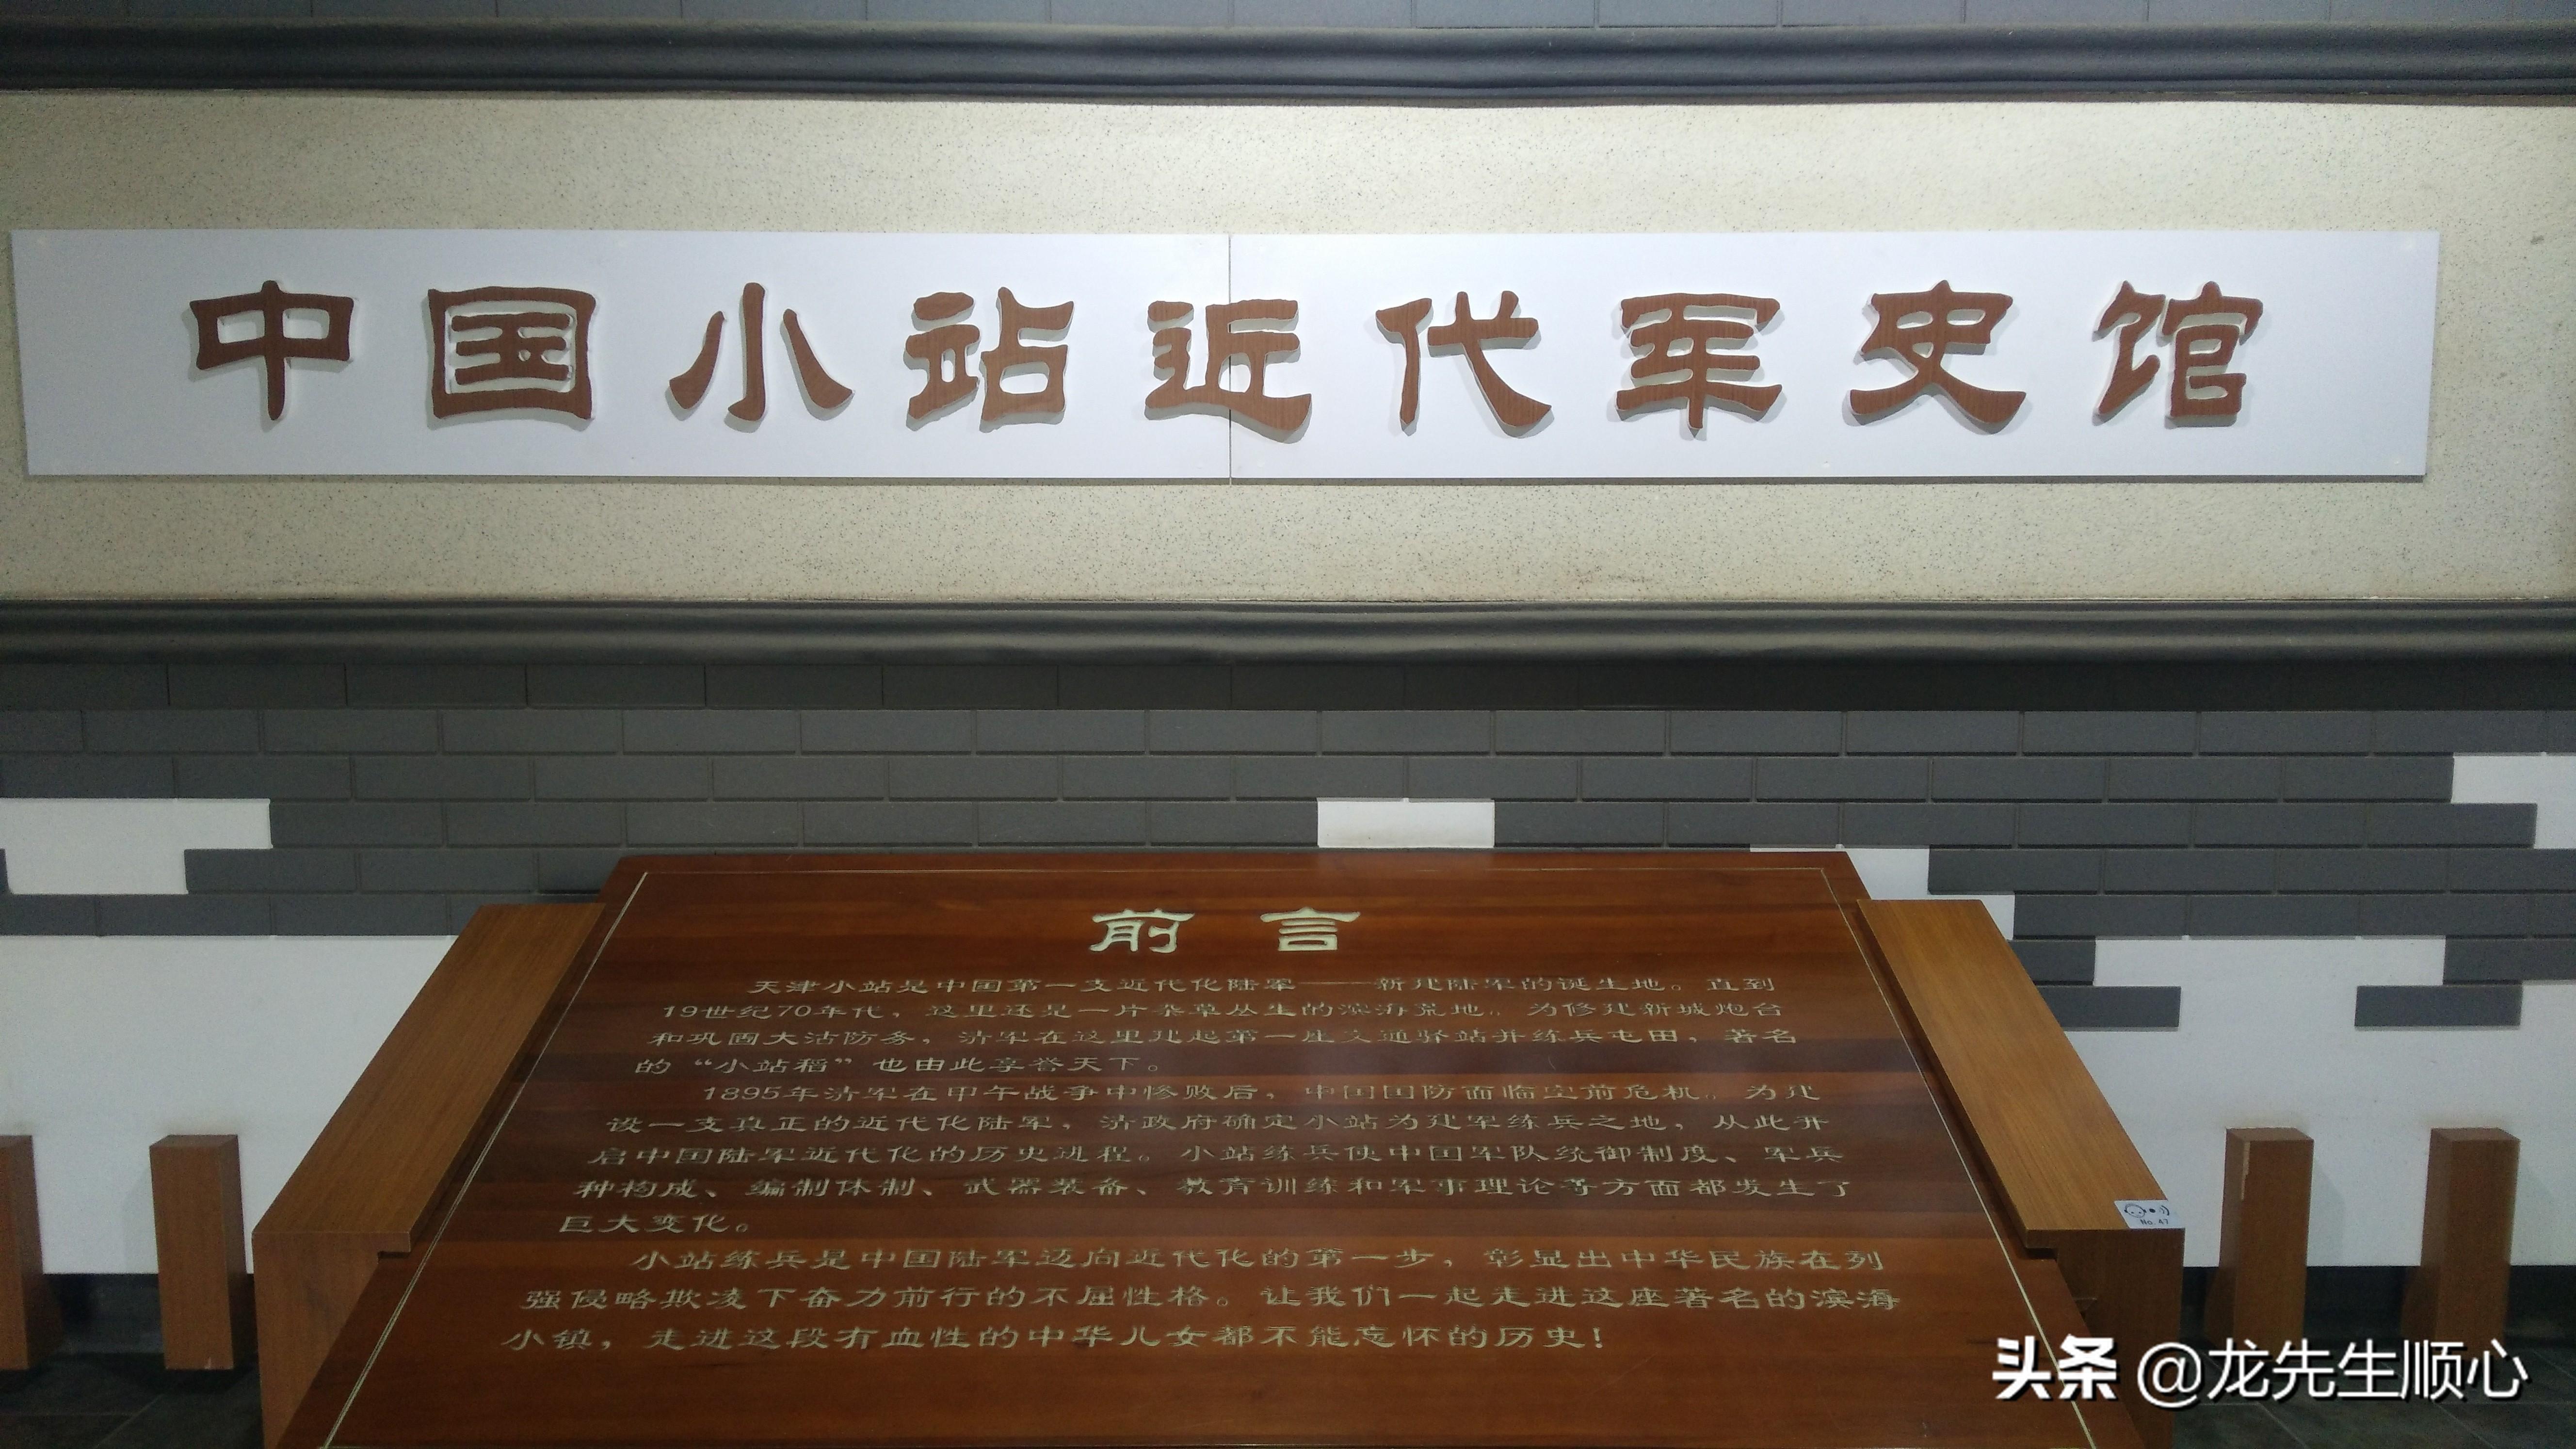 中国小站近代军史馆
前言
天津小站是中国第一支近代化陆军——新建陆军的诞生地。直到
19世纪70年代，这里还是一片杂草丛生的滨海荒地。为修建新城炮台
和巩固大沽防务，清军在这里建起第一座交通驿站并练兵屯田，著名
的“小站稻”也由此享誉天下。
1895年清军在甲午战争中惨败后，中国国防面临空前危机。为建
设一支真正的近代化陆军，清政府确定小站为建军练兵之地，从此开
启中国陆军近代化的历史进程。小站练兵使中国军队统御制度、军兵
种构成、编制体制、武器装备、教育训练和军事理论等方面都发生了
巨大变化。
小站练兵是中国陆军迈向近代化的第一步，彰显出中华民族在列
强侵略欺凌下奋力前行的不屈性格。让我们一起走进这座著名的滨海
小镇，走进这段有血性的中华儿女都不能忘怀的历史！
No 47
头条 @龙先生顺心